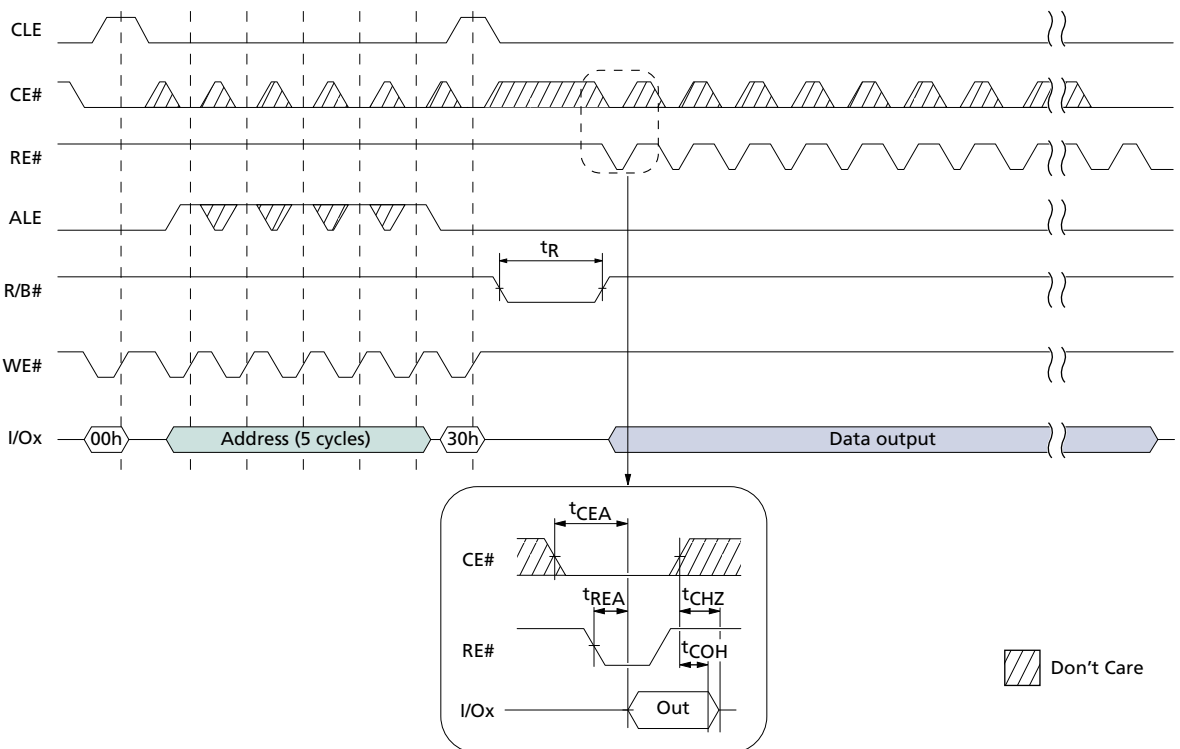 CLE
CE#
RE#
ALE
tR
R/B#
WE#
I/Ox 00h Address (5 cycles) 30h Data output
tCEA
CE#
tREA tCHZ
tCOH
RE#
Don't Care
I/Ox Out